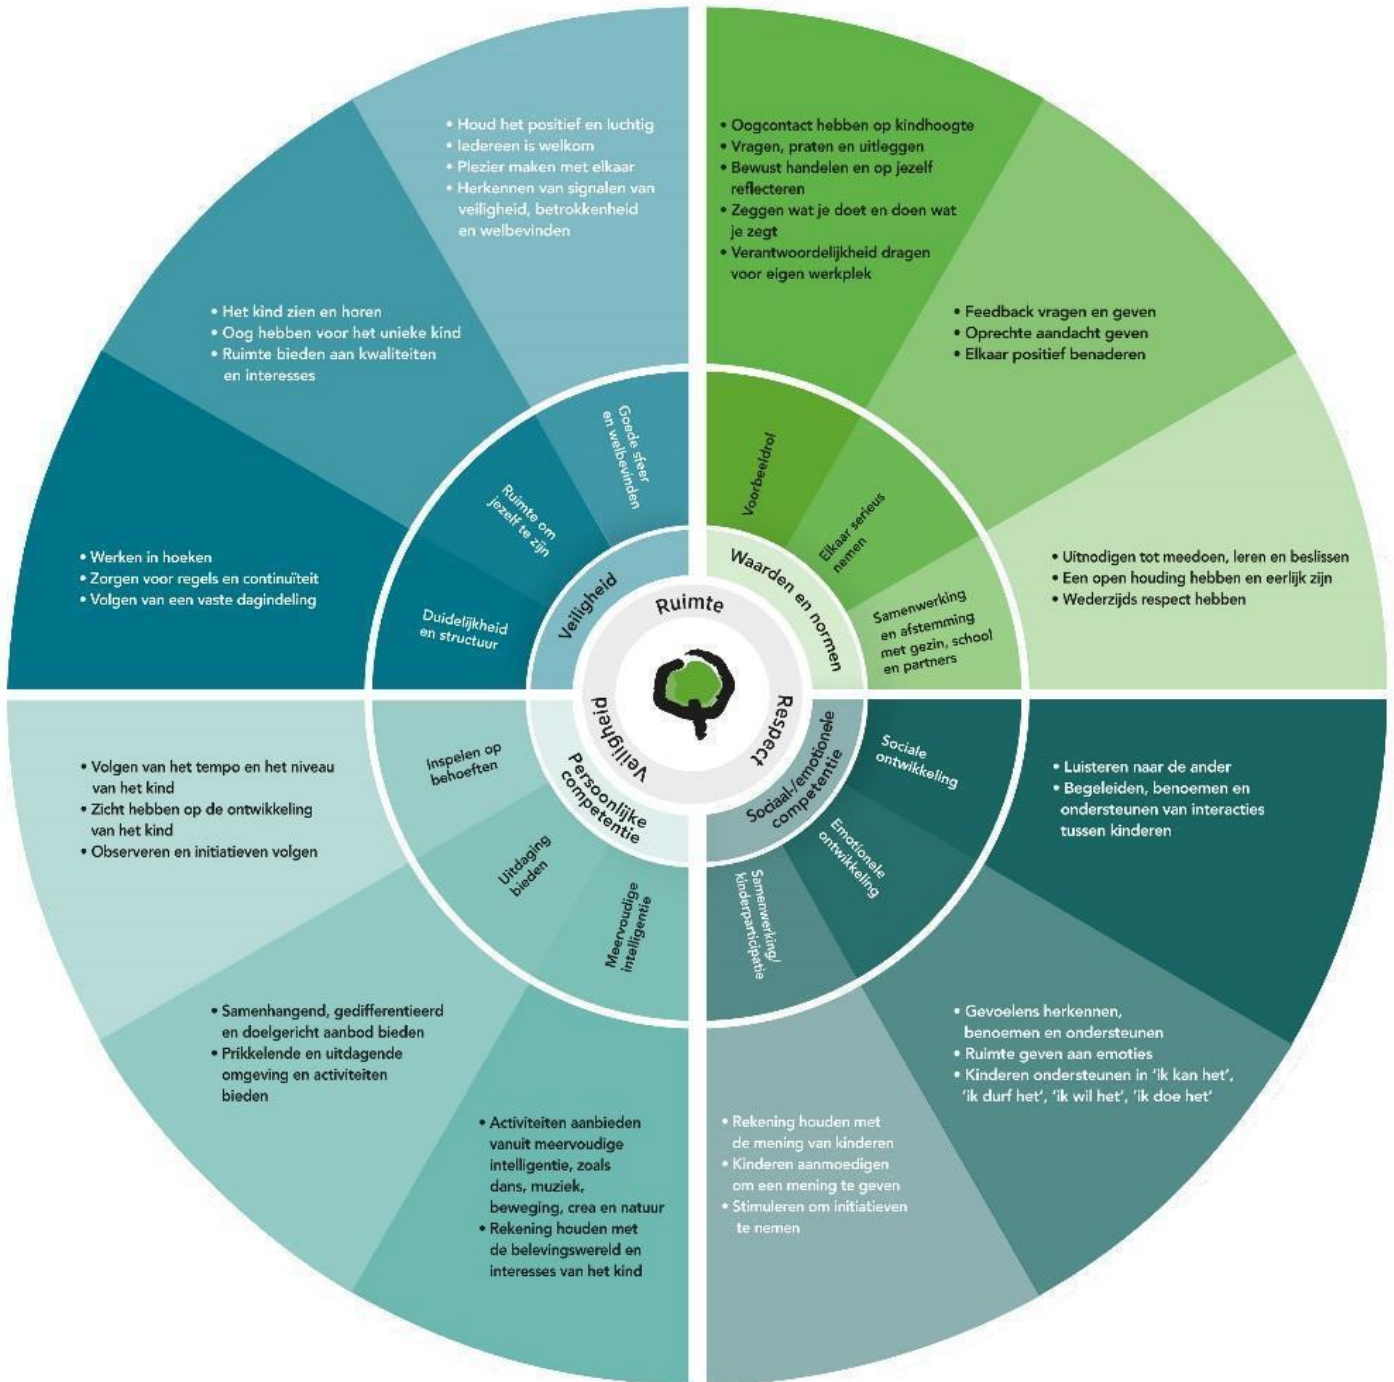 • Houd het positief en luchtig
• Iedereen is welkom
• Plezier maken met elkaar
• Herkennen van signalen van
veiligheid, betrokkenheid
en welbevinden
• Oogcontact hebben op kindhoogte
• Vragen, praten en uitleggen
• Bewust handelen en op jezelf
reflecteren
• Zeggen wat je doet en doen wat
je zegt
• Verantwoordelijkheid dragen
voor eigen werkplek
• Het kind zien en horen
• Oog hebben voor het unieke kind
• Ruimte bieden aan kwaliteiten
en interesses
• Feedback vragen en geven
• Oprechte aandacht geven
• Elkaar positief benaderen
• Werken in hoeken
• Zorgen voor regels en continuïteit
• Volgen van een vaste dagindeling
• Uitnodigen tot meedoen, leren en beslissen
• Een open houding hebben en eerlijk zijn
• Wederzijds respect hebben
Goede sfeer
en welbevinden
Ruimte om
jezelf te zijn
Duidelijkheid
en structuur
Voorbeeldrol
Elkaar serieus
nemen
Samenwerking
en afstemming
met gezin, school
en partners
Veiligheid
Waarden en normen
Ruimte
Respect
Veiligheid
Persoonlijke
competentie
Sociaal-/emotionele
competentie
Inspelen op
behoeften
Uitdaging
bieden
Meervoudige
intelligentie
Sociale
ontwikkeling
Emotionele
ontwikkeling
Samenwerking/
kinderparticipatie
• Volgen van het tempo en het niveau
van het kind
• Zicht hebben op de ontwikkeling
van het kind
• Observeren en initiatieven volgen
• Luisteren naar de ander
• Begeleiden, benoemen en
ondersteunen van interacties
tussen kinderen
• Samenhangend, gedifferentieerd
en doelgericht aanbod bieden
• Prikkelende en uitdagende
omgeving en activiteiten
bieden
• Gevoelens herkennen,
benoemen en ondersteunen
• Ruimte geven aan emoties
• Kinderen ondersteunen in ‘ik kan het’,
‘ik durf het’, ‘ik wil het’, ‘ik doe het’
• Activiteiten aanbieden
vanuit meervoudige
intelligentie, zoals
dans, muziek,
beweging, crea en natuur
• Rekening houden met
de belevingswereld en
interesses van het kind
• Rekening houden met
de mening van kinderen
• Kinderen aanmoedigen
om een mening te geven
• Stimuleren om initiatieven
te nemen